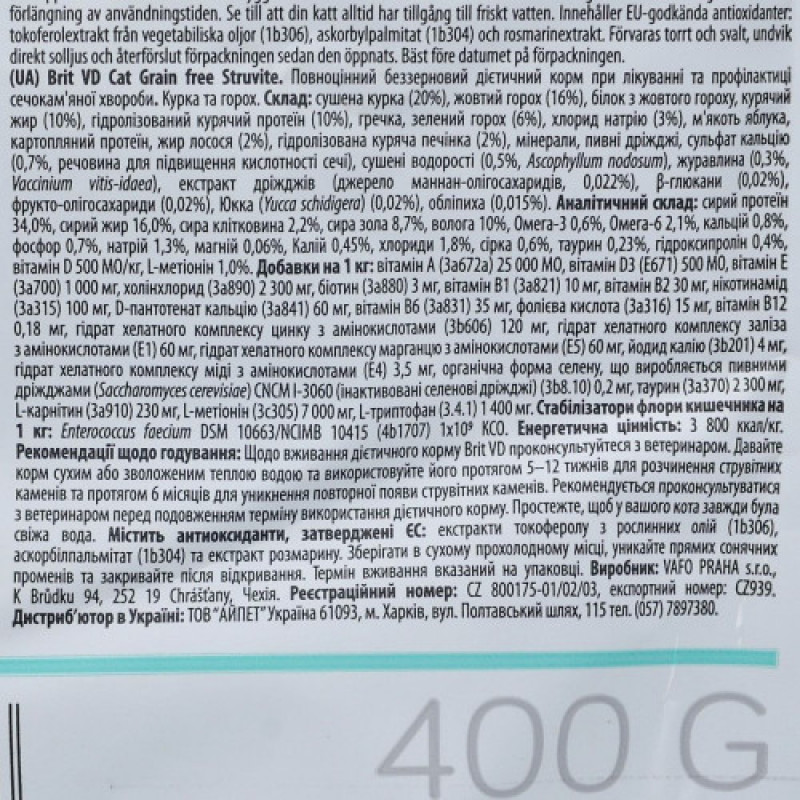 förlängning av användningstiden. Se till att din katt alltid har tillgång till friskt vatten. Innehåller EU-godkända antioxidanter:
tokoferolextrakt från vegetabiliska oljor (1b306), askorbylpalmitat (1b304) och rosmarinextrakt. Förvaras torrt och svalt, undvik
direkt solljus och återförslut förpackningen sedan den öppnats. Bäst före datumet på förpackningen.
(UA) Brit VD Cat Grain free Struvite. Повноцінний беззерновий дієтичний корм при лікуванні та профілактиці
сечокам'яної хвороби. Курка та горох. Склад: сушена курка (20%), жовтий горох (16%), білок з жовтого гороху, курячий
жир (10%), гідролізований курячий протеїн (10%), гречка, зелений горох (6%), хлорид натрію (3%), м'якоть яблука,
картопляний протеїн, жир лосося (2%), гідролізована куряча печінка (2%), мінерали, пивні дріжджі, сульфат кальцію
(0,7%, речовина для підвищення кислотності сечі), сушені водорості (0,5%, Ascophyllum nodosum), журавлина (0,3%,
Vaccinium vitis-idaea), екстракт дріжджів (джерело маннан-олігосахаридів, 0,022%), β-глюкани (0,02%),
фрукто-олігосахариди (0,02%), Юкка (Yucca schidigera) (0,02%), обліпиха (0,015%). Аналітичний склад: сирий протеїн
34,0%, сирий жир 16,0%, сира клітковина 2,2%, сира зола 8,7%, волога 10%, Омега-3 0,6%, Омега-6 2,1%, кальцій 0,8%,
фосфор 0,7%, натрій 1,3%, магній 0,06%, Калій 0,45%, хлориди 1,8%, сірка 0,6%, таурин 0,23%, гідроксипролін 0,4%,
вітамін D 500 МО/кг, L-метіонін 1,0%. Добавки на 1 кг: вітамін А (3а672а) 25 000 МО, вітамін D3 (Е671) 500 МО, вітамін Е
(3а700) 1 000 мг, холінхлорид (3а890) 2 300 мг, біотин (3а880) 3 мг, вітамін В1 (3а821) 10 мг, вітамін В2 30 мг, нікотинамід
(3а315) 100 мг, D-пантотенат кальцію (3а841) 60 мг, вітамін В6 (3а831) 35 мг, фолієва кислота (3а316) 15 мг, вітамін В12
0,18 мг, гідрат хелатного комплексу цинку з амінокислотами (3b606) 120 мг, гідрат хелатного комплексу заліза
з амінокислотами (Е1) 60 мг, гідрат хелатного комплексу марганцю з амінокислотами (Е5) 60 мг, йодид калію (3b201) 4 мг,
гідрат хелатного комплексу міді з амінокислотами (Е4) 3,5 мг, органічна форма селену, що виробляється пивними
дріжджами (Saccharomyces cerevisiae) CNCM I-3060 (інактивовані селенові дріжджі) (3b8.10) 0,2 мг, таурин (3а370) 2 300 мг,
L-карнітин (3а910) 230 мг, L-метіонін (3с305) 7 000 мг, L-триптофан (3.4.1) 1 400 мг. Стабілізатори флори кишечника на
1 кг: Enterococcus faecium DSM 10663/NCIMB 10415 (4b1707) 1x10⁹ КСО. Енергетична цінність: 3 800 ккал/кг.
Рекомендації щодо годування: Щодо вживання дієтичного корму Brit VD проконсультуйтеся з ветеринаром. Давайте
корм сухим або зволоженим теплою водою та використовуйте його протягом 5–12 тижнів для розчинення струвітних
каменів та протягом 6 місяців для уникнення повторної появи струвітних каменів. Рекомендується проконсультуватися
з ветеринаром перед подовженням терміну використання дієтичного корму. Простежте, щоб у вашого кота завжди була
свіжа вода. Містить антиоксиданти, затверджені ЄС: екстракти токоферолу з рослинних олій (1b306),
аскорбілпальмітат (1b304) та екстракт розмарину. Зберігати в сухому прохолодному місці, уникайте прямих сонячних
променів та закривайте після відкривання. Термін вживання вказаний на упаковці. Виробник: VAFO PRAHA s.r.o.,
K Brůdku 94, 252 19 Chrášťany, Чехія. Реєстраційний номер: CZ 800175-01/02/03, експортний номер: CZ939.
Дистриб'ютор в Україні: ТОВ "АЙПЕТ" Україна 61093, м. Харків, вул. Полтавський шлях, 115 тел. (057) 7897380.
400 G